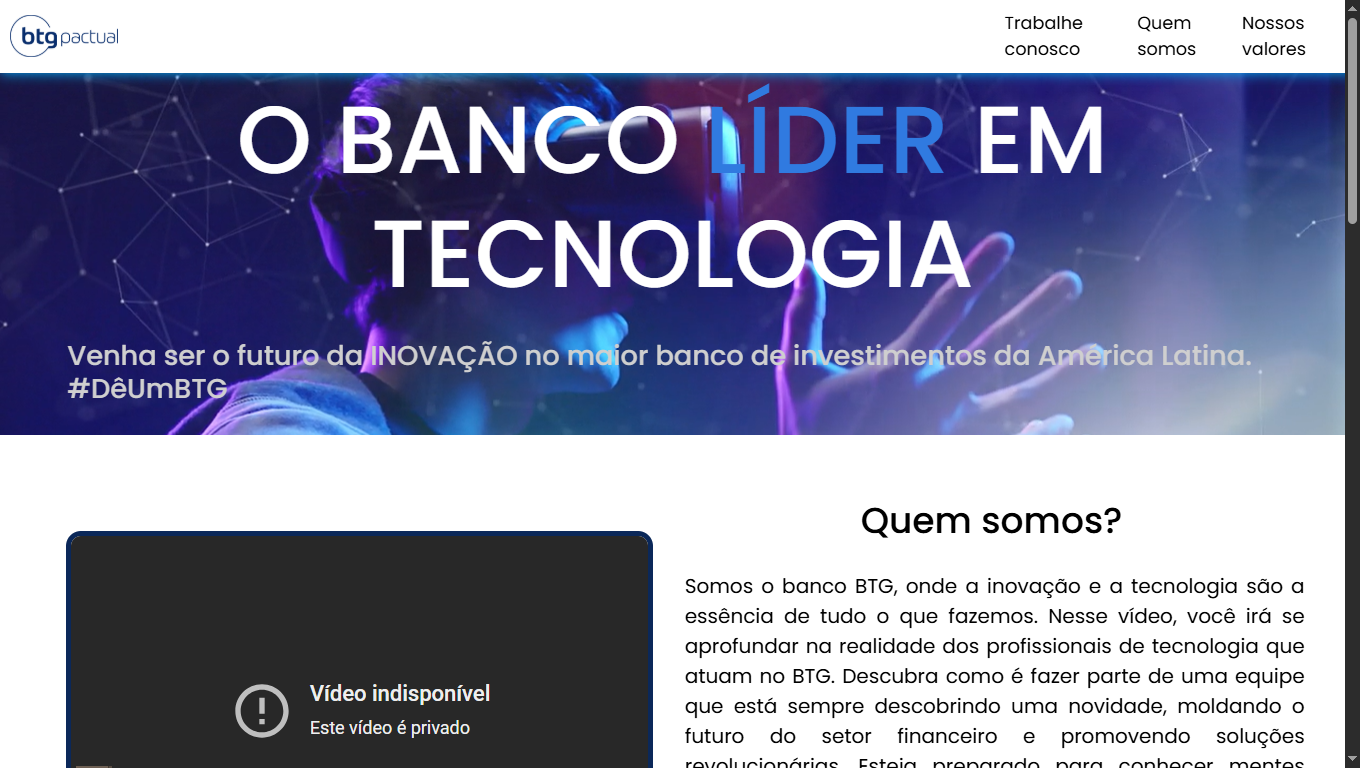 btg pactual
Trabalhe
conosco
Quem
somos
Nossos
valores
O BANCO LÍDER EM
TECNOLOGIA
Venha ser o futuro da INOVAÇÃO no maior banco de investimentos da América Latina.
#DêUmBTG
Vídeo indisponível
Este vídeo é privado
Quem somos?
Somos o banco BTG, onde a inovação e a tecnologia são a
essência de tudo o que fazemos. Nesse vídeo, você irá se
aprofundar na realidade dos profissionais de tecnologia que
atuam no BTG. Descubra como é fazer parte de uma equipe
que está sempre descobrindo uma novidade, moldando o
futuro do setor financeiro e promovendo soluções
revolucionárias. Esteja preparado para conhecer mentes